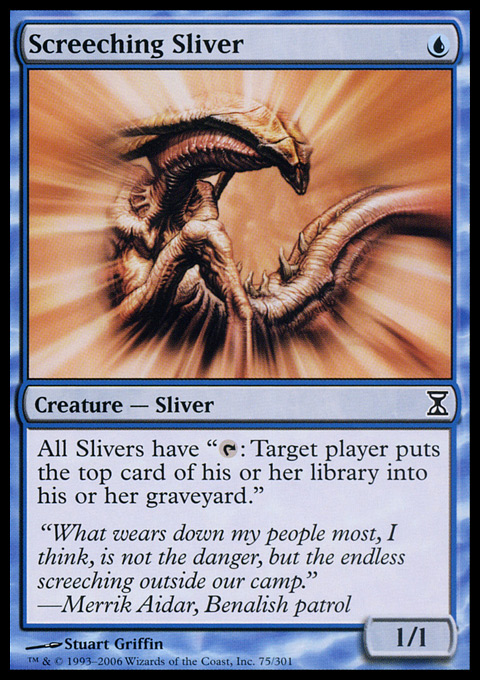 Screeching Sliver
Creature — Sliver
All Slivers have “: Target player puts
the top card of his or her library into
his or her graveyard.”
“What wears down my people most, I
think, is not the danger, but the endless
screeching outside our camp.”
—Merrik Aidar, Benalish patrol
1/1
Stuart Griffin
™ & © 1993–2006 Wizards of the Coast, Inc. 75/301